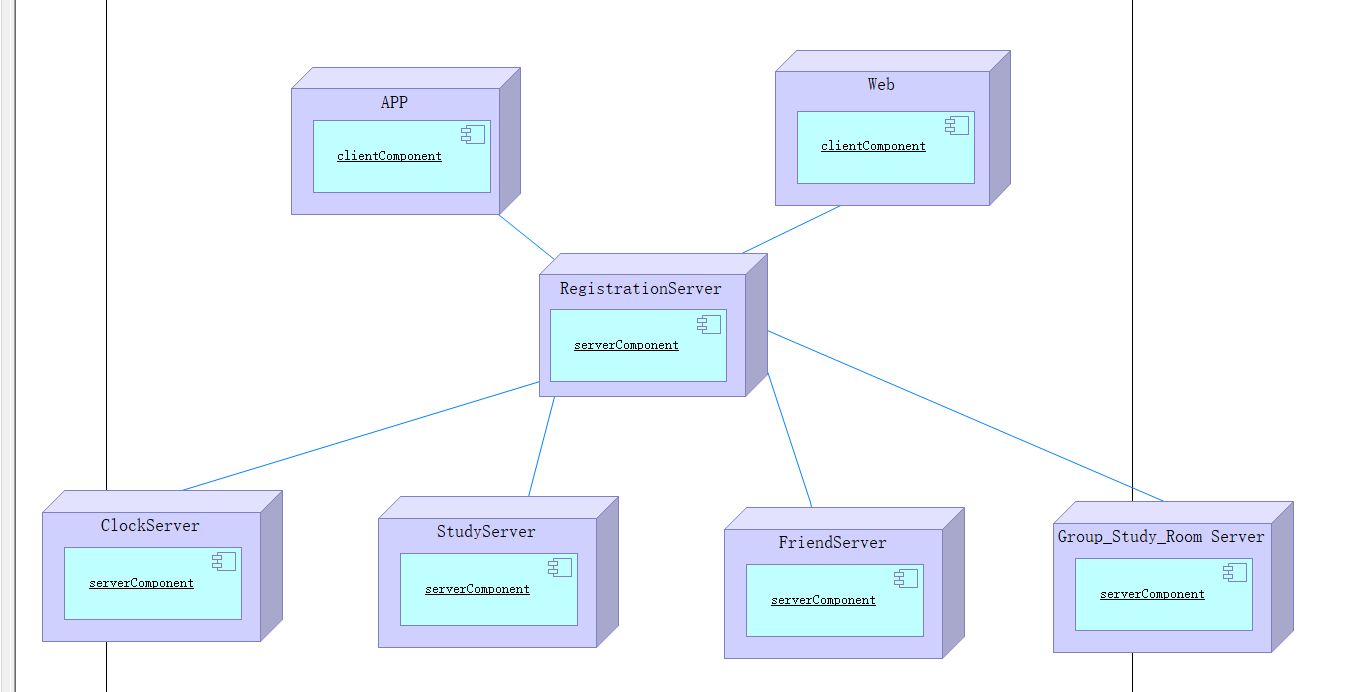 APP
clientComponent
Web
clientComponent
RegistrationServer
serverComponent
ClockServer
serverComponent
StudyServer
serverComponent
FriendServer
serverComponent
Group_Study_Room Server
serverComponent